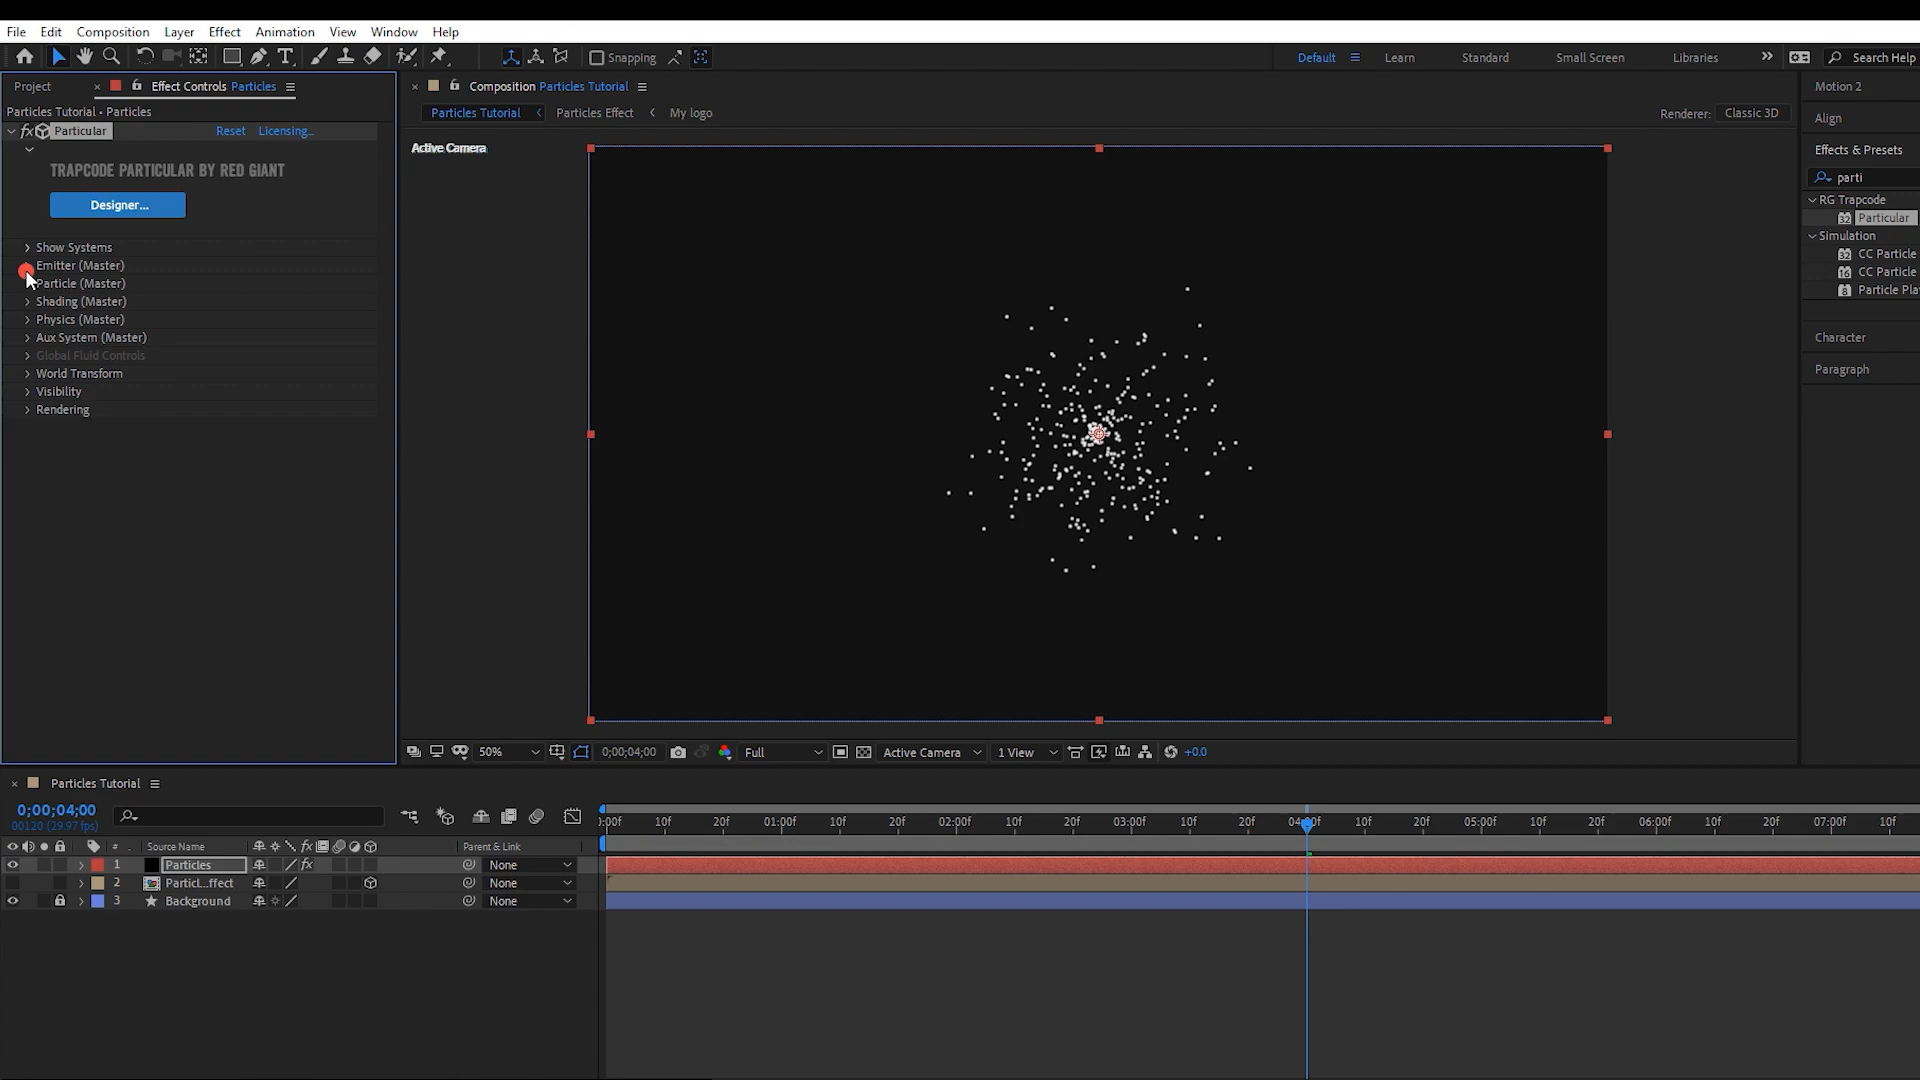 File Edit Composition Layer Effect Animation View Window Help
Snapping Default Learn Standard Small Screen Libraries Search Help
Project Effect Controls Particles
Particles Tutorial - Particles
fx Particular Reset Licensing...
TRAPCODE PARTICULAR BY RED GIANT
Designer...
Show Systems
Emitter (Master)
Particle (Master)
Shading (Master)
Physics (Master)
Aux System (Master)
Global Fluid Controls
World Transform
Visibility
Rendering
Composition Particles Tutorial
Particles Tutorial Particles Effect My logo
Renderer: Classic 3D
Active Camera
50% 0;00;04;00 Full Active Camera 1 View +0.0
Motion 2
Align
Effects & Presets
parti
RG Trapcode
32 Particular
Simulation
32 CC Particle
16 CC Particle
8 Particle Pla
Character
Paragraph
Particles Tutorial
0;00;04;00
00120 (29.97 fps)
):00f 10f 20f 01:00f 10f 20f 02:00f 10f 20f 03:00f 10f 20f 04:00f 10f 20f 05:00f 10f 20f 06:00f 10f 20f 07:00f 10f
# Source Name fx Parent & Link
1 Particles fx None
2 Particl...ffect None
3 Background None